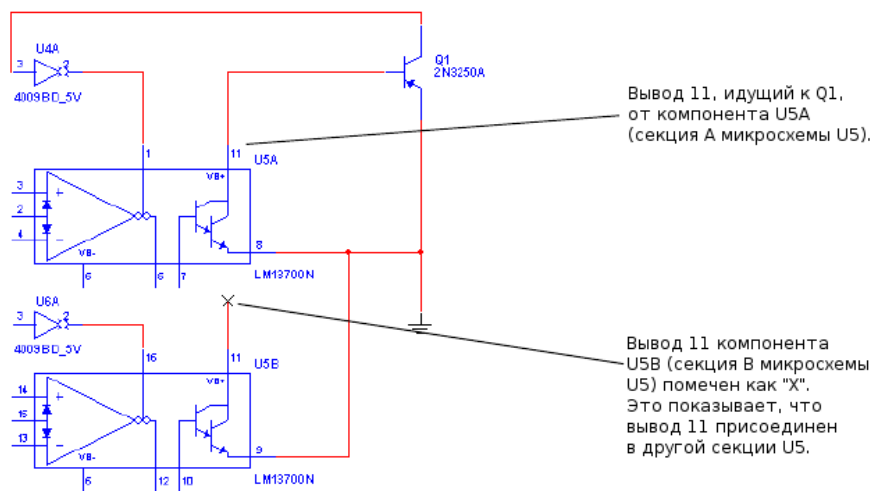 U4A
3
2
4009BD_5V
Q1
2N3250A
Вывод 11, идущий к Q1,
от компонента U5A
(секция А микросхемы U5).
1
11
U5A
VB+
3
+
2
4
-
VB-
8
6
6
7
LM13700N
U6A
3
2
4009BD_5V
16
11
U5B
VB+
14
+
15
13
-
VB-
9
6
12
10
LM13700N
Вывод 11 компонента
U5B (секция В микросхемы
U5) помечен как "X".
Это показывает, что
вывод 11 присоединен
в другой секции U5.